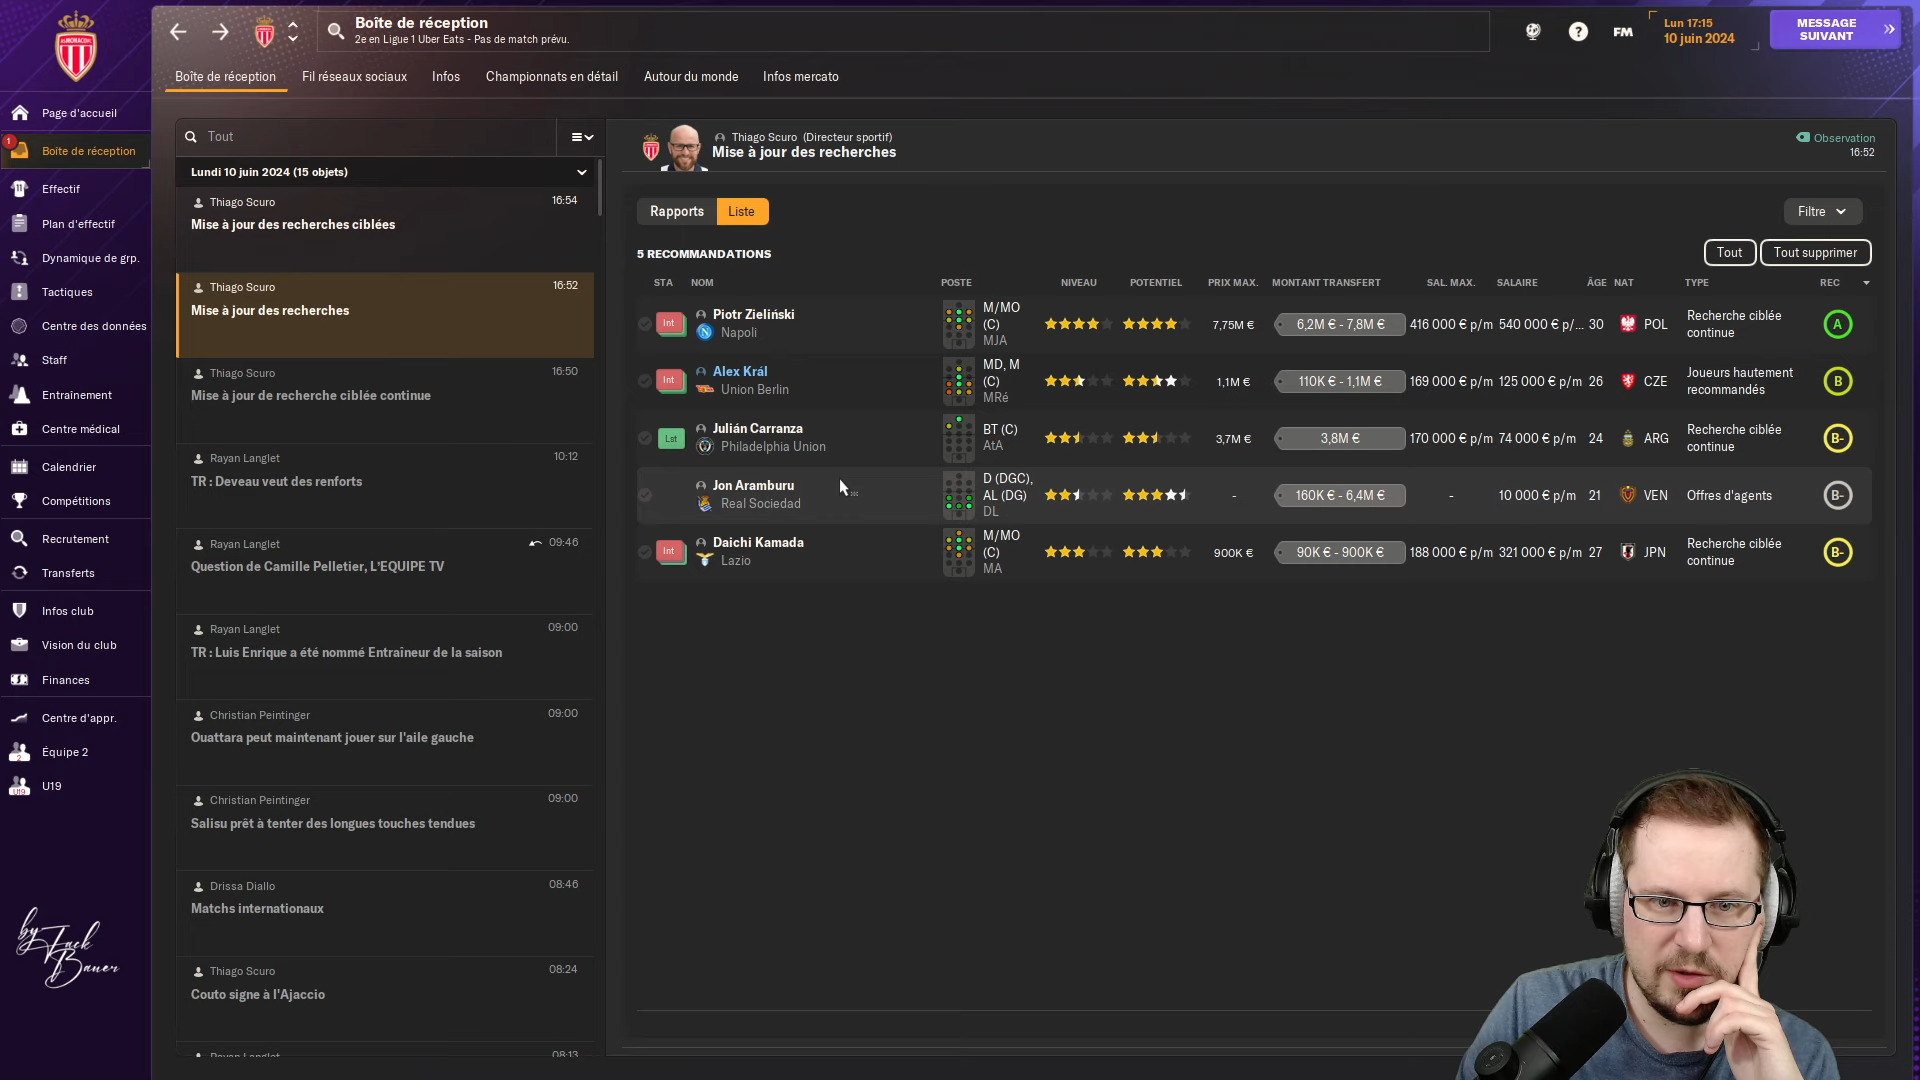 Boîte de réception
2e en Ligue 1 Uber Eats - Pas de match prévu.
?
FM
Lun 17:15
10 juin 2024
MESSAGE
SUIVANT
Boîte de réception
Fil réseaux sociaux
Infos
Championnats en détail
Autour du monde
Infos mercato
Page d'accueil
1
Boîte de réception
Effectif
Plan d'effectif
Dynamique de grp.
Tactiques
Centre des données
Staff
Entraînement
Centre médical
Calendrier
Compétitions
Recrutement
Transferts
Infos club
Vision du club
Finances
Centre d'appr.
Équipe 2
U19
by Jack
Bauer
Tout
Lundi 10 juin 2024 (15 objets)
Thiago Scuro 16:54
Mise à jour des recherches ciblées
Thiago Scuro 16:52
Mise à jour des recherches
Thiago Scuro 16:50
Mise à jour de recherche ciblée continue
Rayan Langlet 10:12
TR : Deveau veut des renforts
Rayan Langlet 09:46
Question de Camille Pelletier, L'EQUIPE TV
Rayan Langlet 09:00
TR : Luis Enrique a été nommé Entraîneur de la saison
Christian Peintinger 09:00
Ouattara peut maintenant jouer sur l'aile gauche
Christian Peintinger 09:00
Salisu prêt à tenter des longues touches tendues
Drissa Diallo 08:46
Matchs internationaux
Thiago Scuro 08:24
Couto signe à l'Ajaccio
Rayan Langlet 08:13
Thiago Scuro (Directeur sportif)
Mise à jour des recherches
Observation
16:52
Rapports
Liste
Filtre
5 RECOMMANDATIONS
Tout
Tout supprimer
STA NOM POSTE NIVEAU POTENTIEL PRIX MAX. MONTANT TRANSFERT SAL. MAX. SALAIRE ÂGE NAT TYPE REC
Int Piotr Zieliński Napoli M/MO (C) MJA 7,75M € 6,2M € - 7,8M € 416 000 € p/m 540 000 € p/... 30 POL Recherche ciblée continue A
Int Alex Král Union Berlin MD, M (C) MRé 1,1M € 110K € - 1,1M € 169 000 € p/m 125 000 € p/m 26 CZE Joueurs hautement recommandés B
Lst Julián Carranza Philadelphia Union BT (C) AtA 3,7M € 3,8M € 170 000 € p/m 74 000 € p/m 24 ARG Recherche ciblée continue B-
Jon Aramburu Real Sociedad D (DGC), AL (DG) DL - 160K € - 6,4M € - 10 000 € p/m 21 VEN Offres d'agents B-
Int Daichi Kamada Lazio M/MO (C) MA 900K € 90K € - 900K € 188 000 € p/m 321 000 € p/m 27 JPN Recherche ciblée continue B-